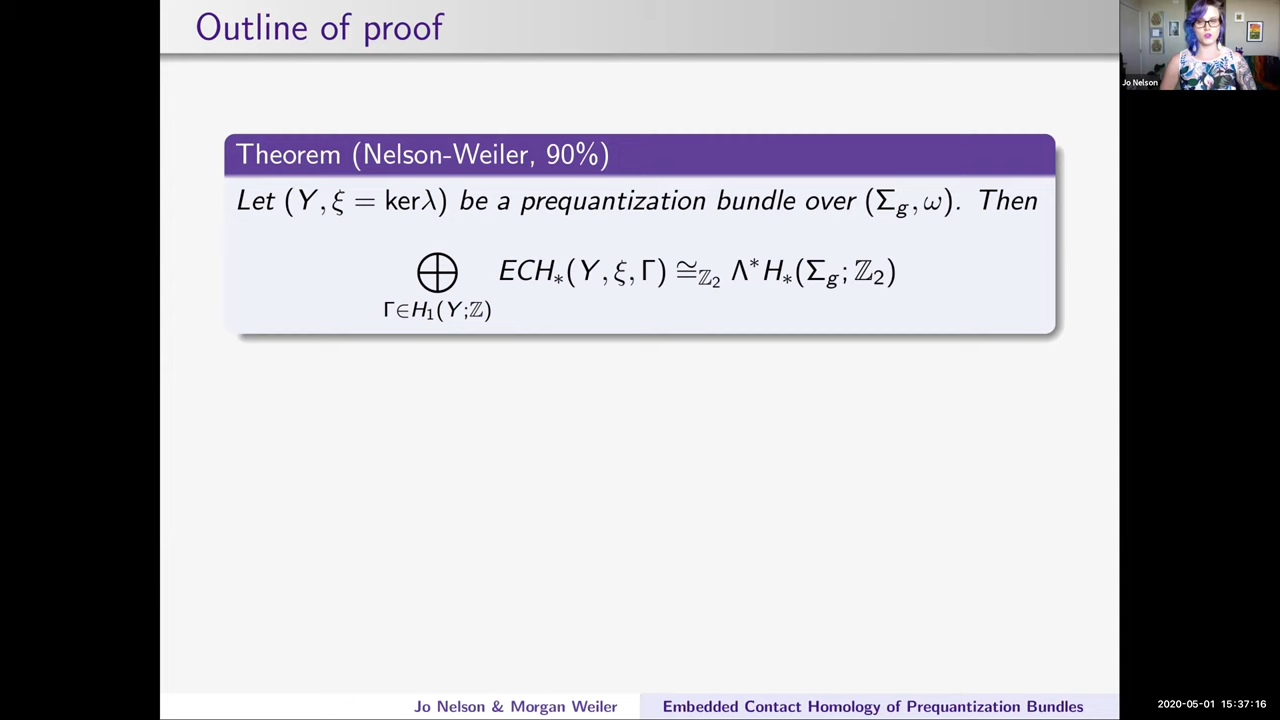 Outline of proof
Jo Nelson
Theorem (Nelson-Weiler, 90%)
Let (Y, ξ = kerλ) be a prequantization bundle over (Σ_g, ω). Then
⊕ ECH_*(Y, ξ, Γ) ≅_{ℤ_2} Λ^*H_*(Σ_g; ℤ_2)
Γ∈H_1(Y;ℤ)
Jo Nelson & Morgan Weiler
Embedded Contact Homology of Prequantization Bundles
2020-05-01 15:37:16